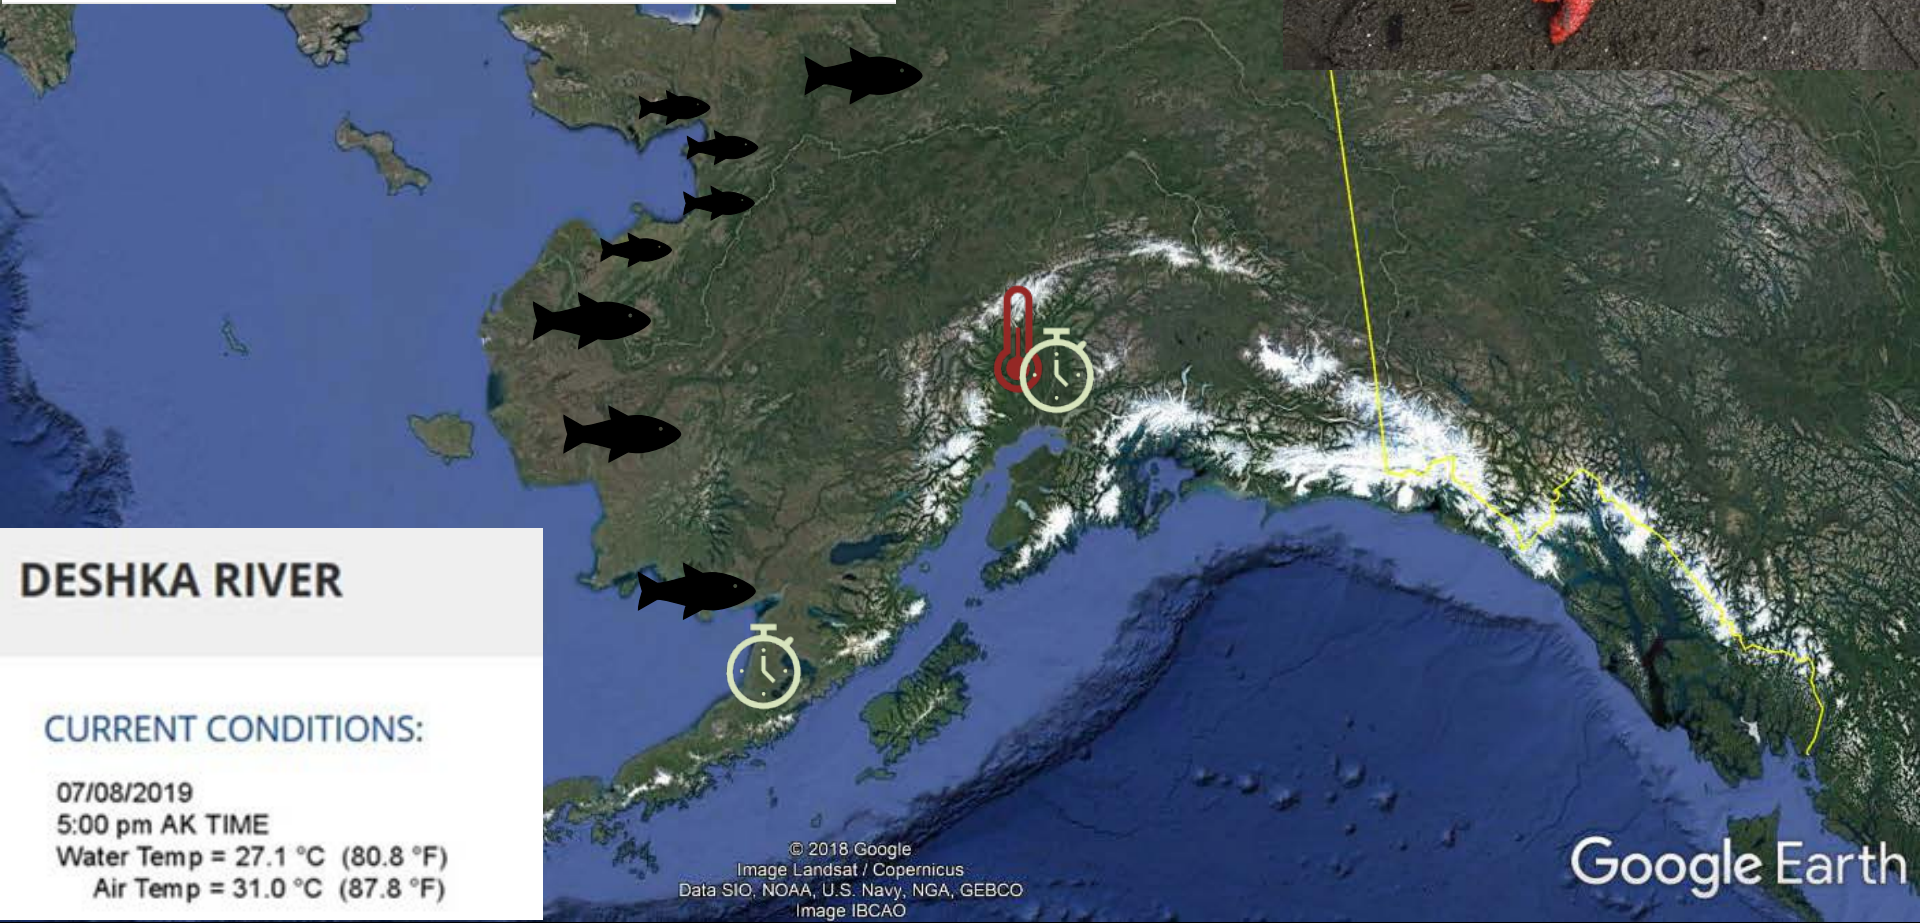 DESHKA RIVER
CURRENT CONDITIONS:
07/08/2019
5:00 pm AK TIME
Water Temp = 27.1 °C (80.8 °F)
Air Temp = 31.0 °C (87.8 °F)
© 2018 Google
Image Landsat / Copernicus
Data SIO, NOAA, U.S. Navy, NGA, GEBCO
Image IBCAO
Google Earth